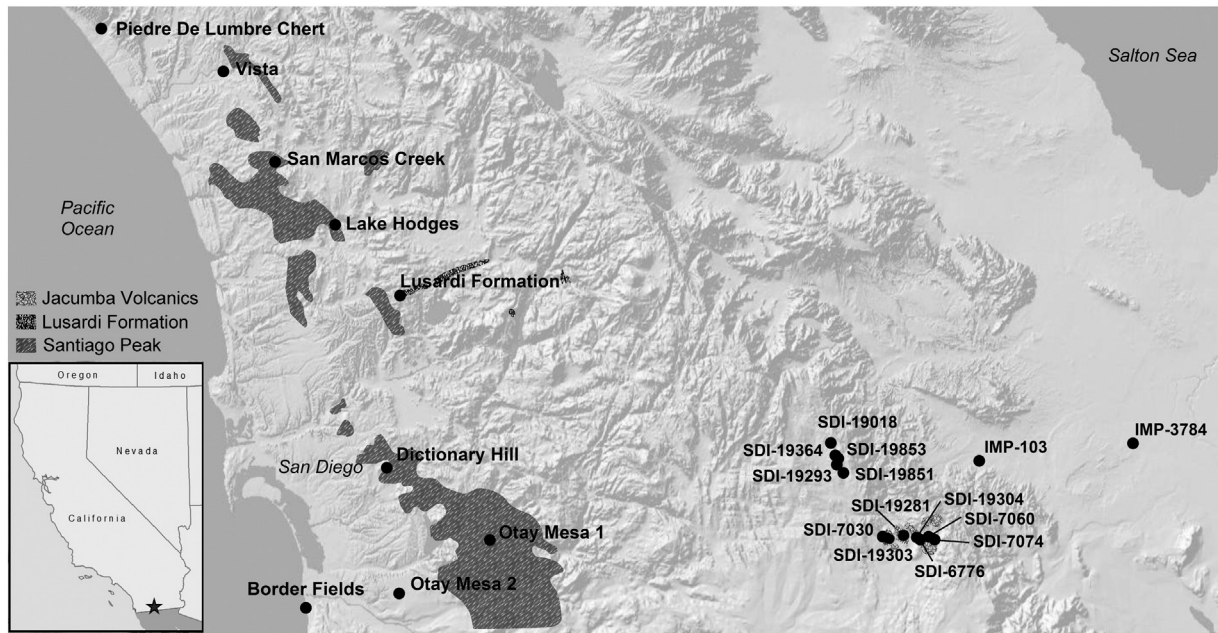 Piedre De Lumbre Chert
Salton Sea
Vista
San Marcos Creek
Pacific
Ocean
Lake Hodges
Lusardi Formation
Jacumba Volcanics
Lusardi Formation
Santiago Peak
Oregon
Idaho
Nevada
California
SDI-19018
IMP-3784
SDI-19364
SDI-19853
IMP-103
San Diego
Dictionary Hill
SDI-19293
SDI-19851
SDI-19281
SDI-19304
SDI-7030
SDI-7060
Otay Mesa 1
SDI-19303
SDI-7074
SDI-6776
Border Fields
Otay Mesa 2